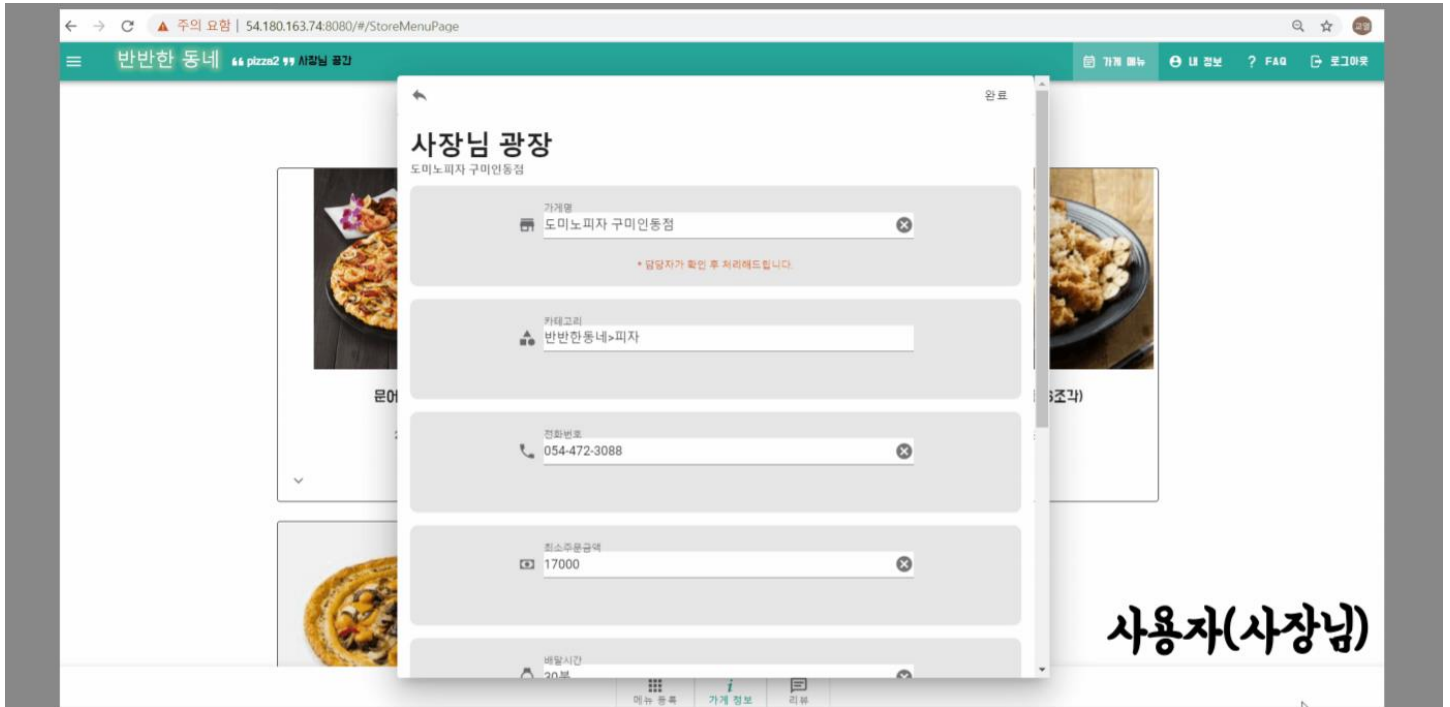 주의 요함 | 54.180.163.74:8080/#/StoreMenuPage
반반한 동네 “ pizza2 ” 사장님 공간
가게 메뉴 내 정보 ? FAQ 로그아웃
완료
사장님 광장
도미노피자 구미인동점
가게명
도미노피자 구미인동점
* 담당자가 확인 후 처리해드립니다.
카테고리
반반한동네>피자
전화번호
054-472-3088
최소주문금액
17000
배달시간
30분
문어
6조각)
사용자(사장님)
메뉴 등록 가게 정보 리뷰